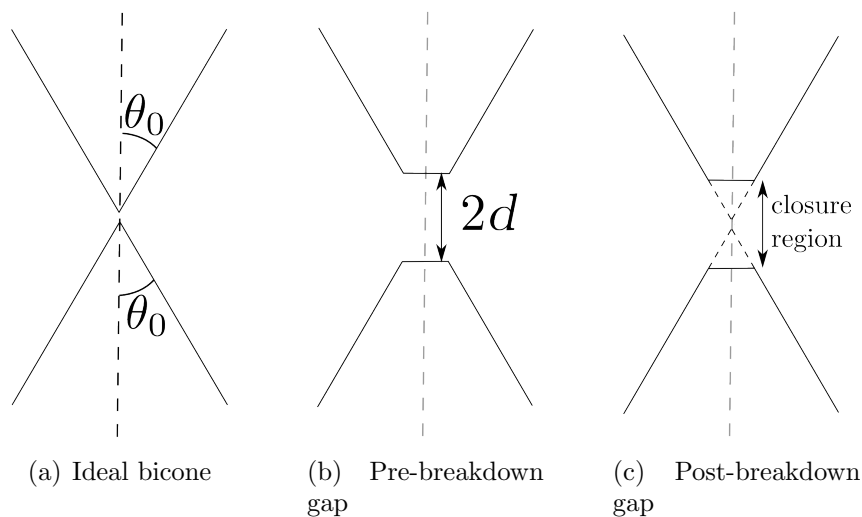 θ₀
θ₀
2d
closure
region
(a) Ideal bicone
(b) Pre-breakdown
gap
(c) Post-breakdown
gap